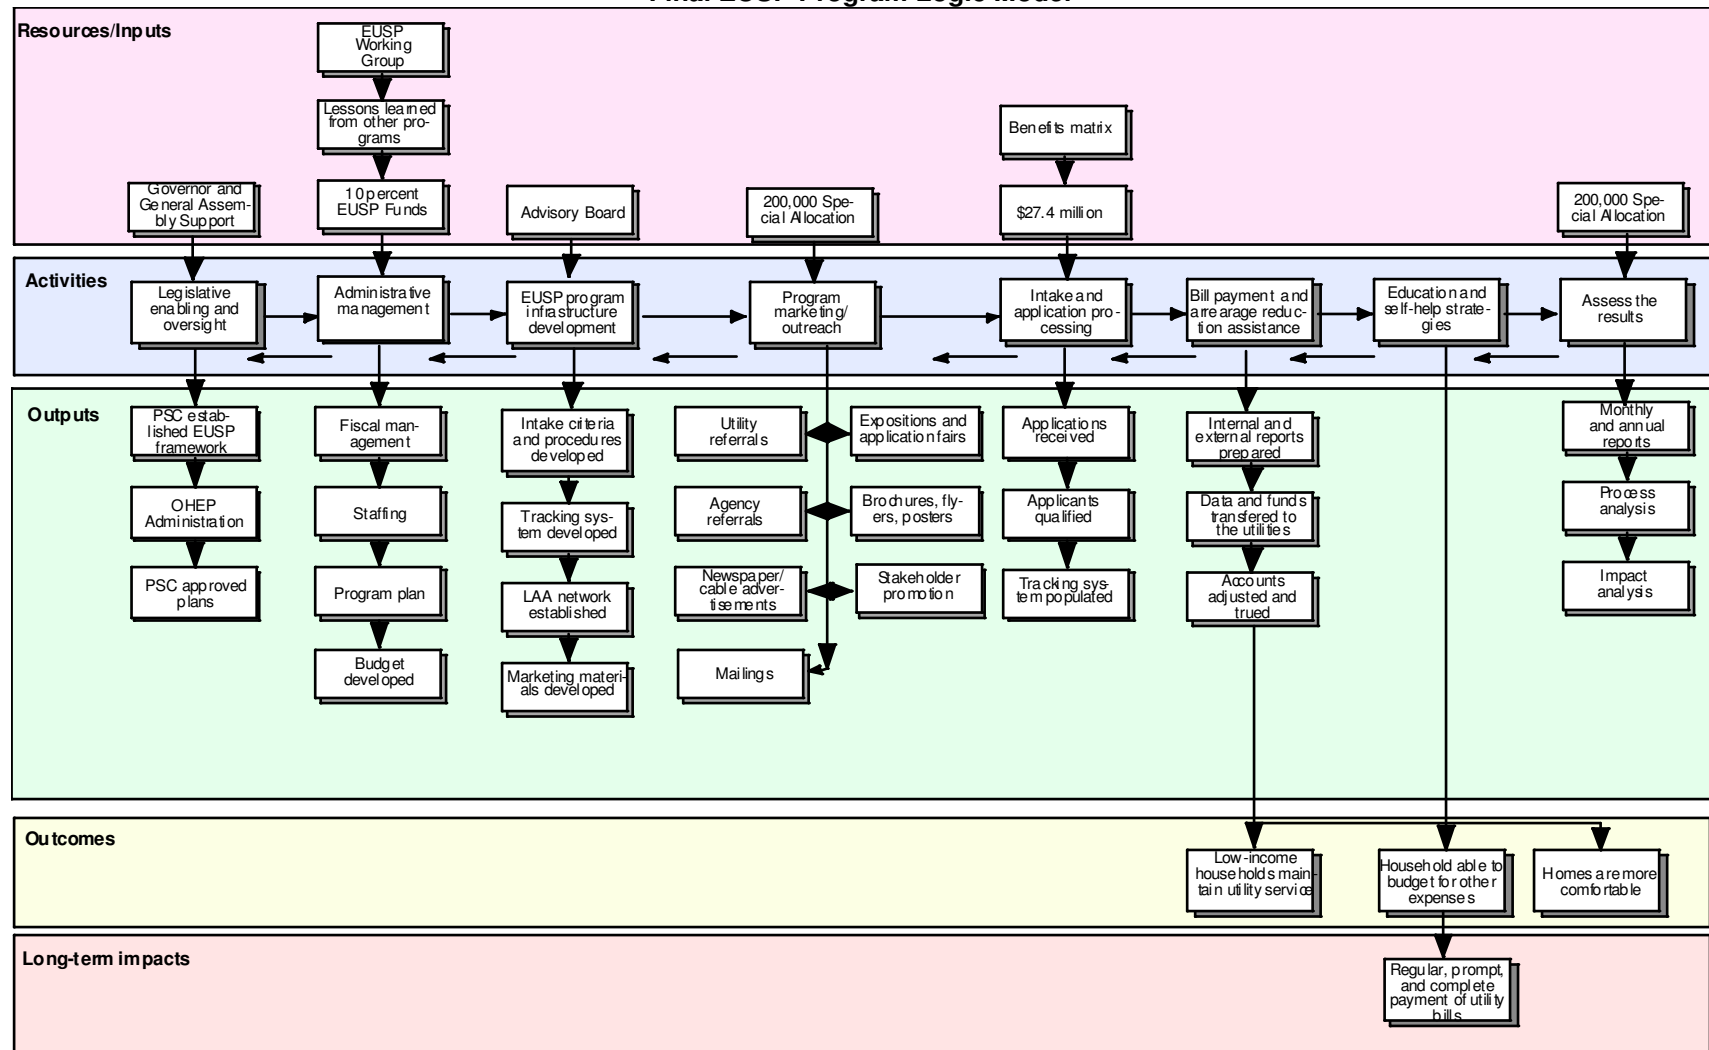 Final EUSP Program Logic Model
Resources/Inputs
EUSP
Working
Group
Lessons learned
from other pro-
grams
Benefits matrix
Governor and
General Assem-
bly Support
10 percent
EUSP Funds
Advisory Board
200,000 Spe-
cial Allocation
$27.4 million
200,000 Spe-
cial Allocation
Activities
Legislative
enabling and
oversight
Administrative
management
EUSP program
infrastructure
development
Program
marketing/
outreach
Intake and
application pro-
cessing
Bill payment and
arrearage reduc-
tion assistance
Education and
self-help strate-
gies
Assess the
results
Outputs
PSC estab-
lished EUSP
framework
OHEP
Administration
PSC approved
plans
Fiscal man-
agement
Staffing
Program plan
Budget
developed
Intake criteria
and procedures
developed
Tracking sys-
tem developed
LAA network
established
Marketing materi-
als developed
Utility
referrals
Agency
referrals
Newspaper/
cable adver-
tisements
Mailings
Expositions and
application fairs
Brochures, fly-
ers, posters
Stakeholder
promotion
Applications
received
Applicants
qualified
Tracking sys-
tem populated
Internal and
external reports
prepared
Data and funds
transfered to
the utilities
Accounts
adjusted and
trued
Monthly
and annual
reports
Process
analysis
Impact
analysis
Outcomes
Low-income
households main-
tain utility service
Household able to
budget for other
expenses
Homes are more
comfortable
Long-term impacts
Regular, prompt,
and complete
payment of utility
bills